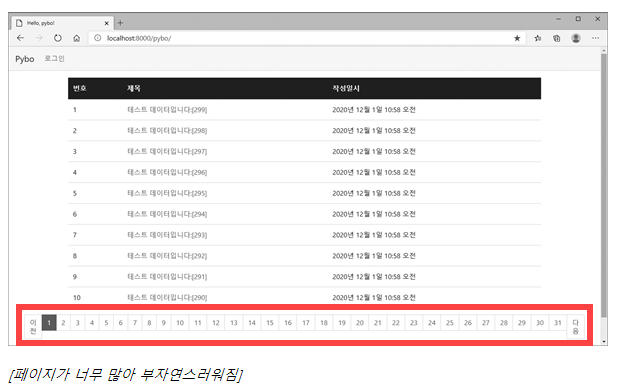 Hello, pybo!
localhost:8000/pybo/
Pybo 로그인
번호 제목 작성일시
1 테스트 데이터입니다:[299] 2020년 12월 1일 10:58 오전
2 테스트 데이터입니다:[298] 2020년 12월 1일 10:58 오전
3 테스트 데이터입니다:[297] 2020년 12월 1일 10:58 오전
4 테스트 데이터입니다:[296] 2020년 12월 1일 10:58 오전
5 테스트 데이터입니다:[295] 2020년 12월 1일 10:58 오전
6 테스트 데이터입니다:[294] 2020년 12월 1일 10:58 오전
7 테스트 데이터입니다:[293] 2020년 12월 1일 10:58 오전
8 테스트 데이터입니다:[292] 2020년 12월 1일 10:58 오전
9 테스트 데이터입니다:[291] 2020년 12월 1일 10:58 오전
10 테스트 데이터입니다:[290] 2020년 12월 1일 10:58 오전
이전 1 2 3 4 5 6 7 8 9 10 11 12 13 14 15 16 17 18 19 20 21 22 23 24 25 26 27 28 29 30 31 다음
[페이지가 너무 많아 부자연스러워짐]